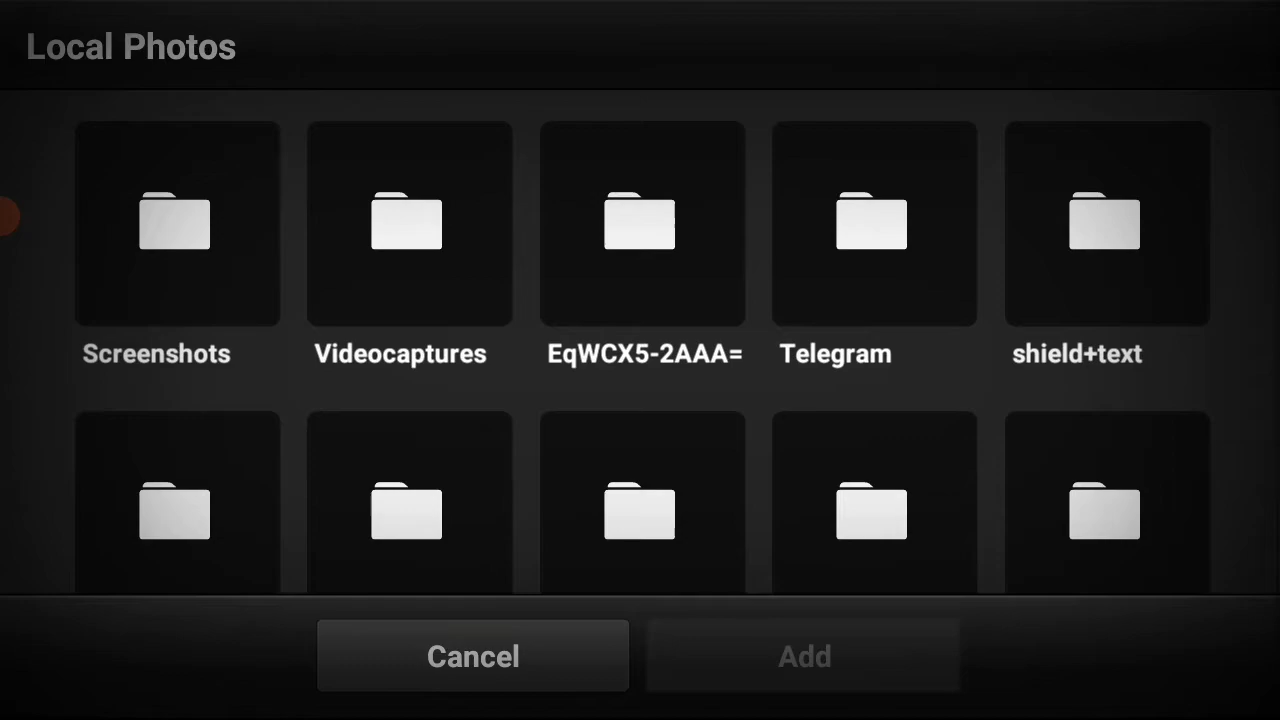 Local Photos
Screenshots
Videocaptures
EqWCX5-2AAA=
Telegram
shield+text
Cancel
Add